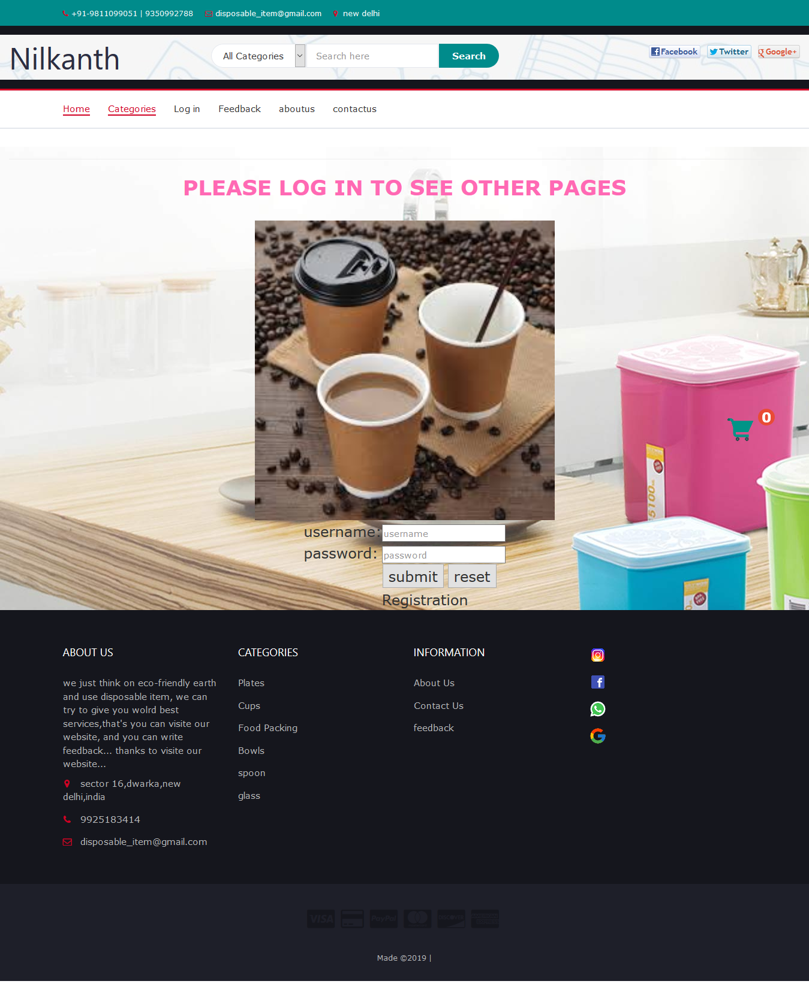 +91-9811099051 | 9350992788 disposable_item@gmail.com new delhi
Nilkanth
All Categories Search here Search
Facebook Twitter Google+
Home Categories Log in Feedback aboutus contactus
PLEASE LOG IN TO SEE OTHER PAGES
0
5100
username: username
password: password
submit reset
Registration
ABOUT US
we just think on eco-friendly earth
and use disposable item, we can
try to give you wolrd best
services,that's you can visite our
website, and you can write
feedback... thanks to visite our
website...
sector 16,dwarka,new
delhi,india
9925183414
disposable_item@gmail.com
CATEGORIES
Plates
Cups
Food Packing
Bowls
spoon
glass
INFORMATION
About Us
Contact Us
feedback
VISA PayPal DISCOVER AMERICAN EXPRESS
Made ©2019 |